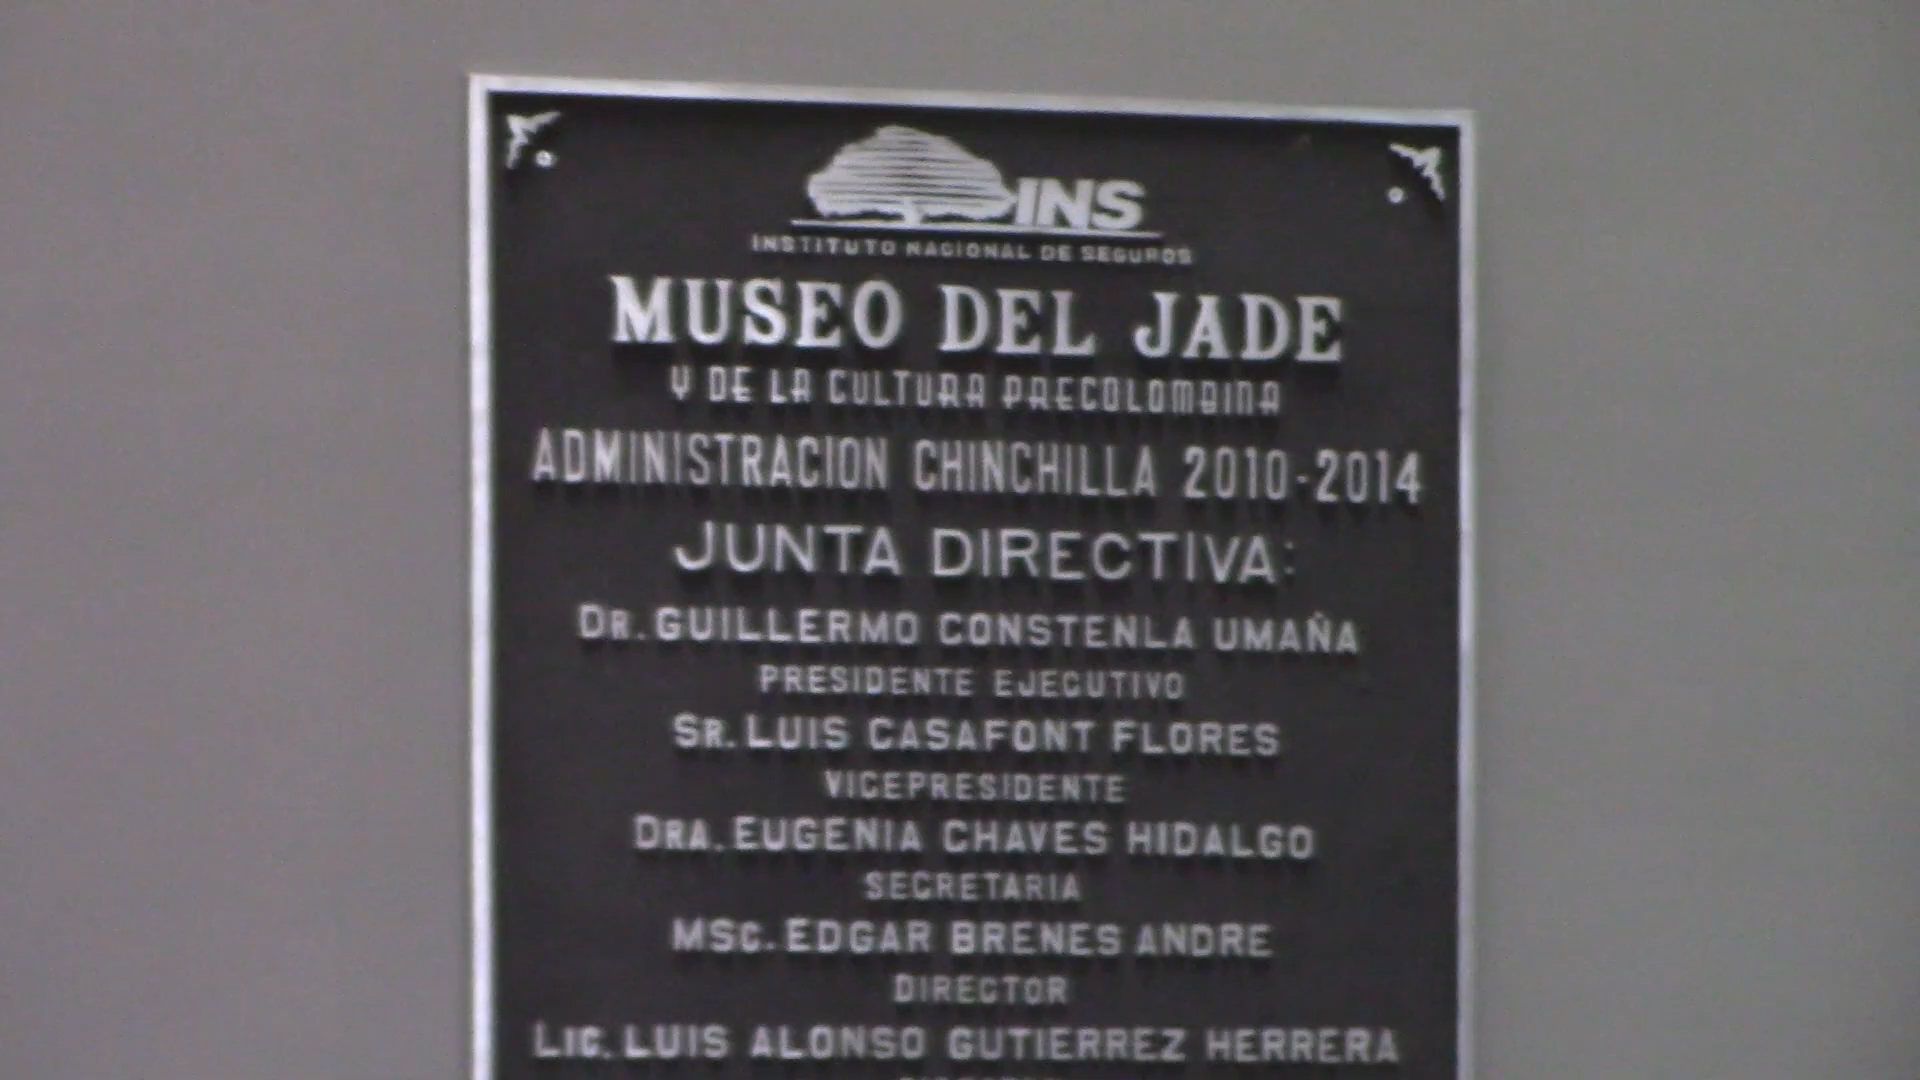 INS
INSTITUTO NACIONAL DE SEGUROS
MUSEO DEL JADE
Y DE LA CULTURA PRECOLOMBINA
ADMINISTRACION CHINCHILLA 2010-2014
JUNTA DIRECTIVA:
DR. GUILLERMO CONSTENLA UMAÑA
PRESIDENTE EJECUTIVO
SR. LUIS CASAFONT FLORES
VICEPRESIDENTE
DRA. EUGENIA CHAVES HIDALGO
SECRETARIA
MSC. EDGAR BRENES ANDRE
DIRECTOR
LIC. LUIS ALONSO GUTIERREZ HERRERA